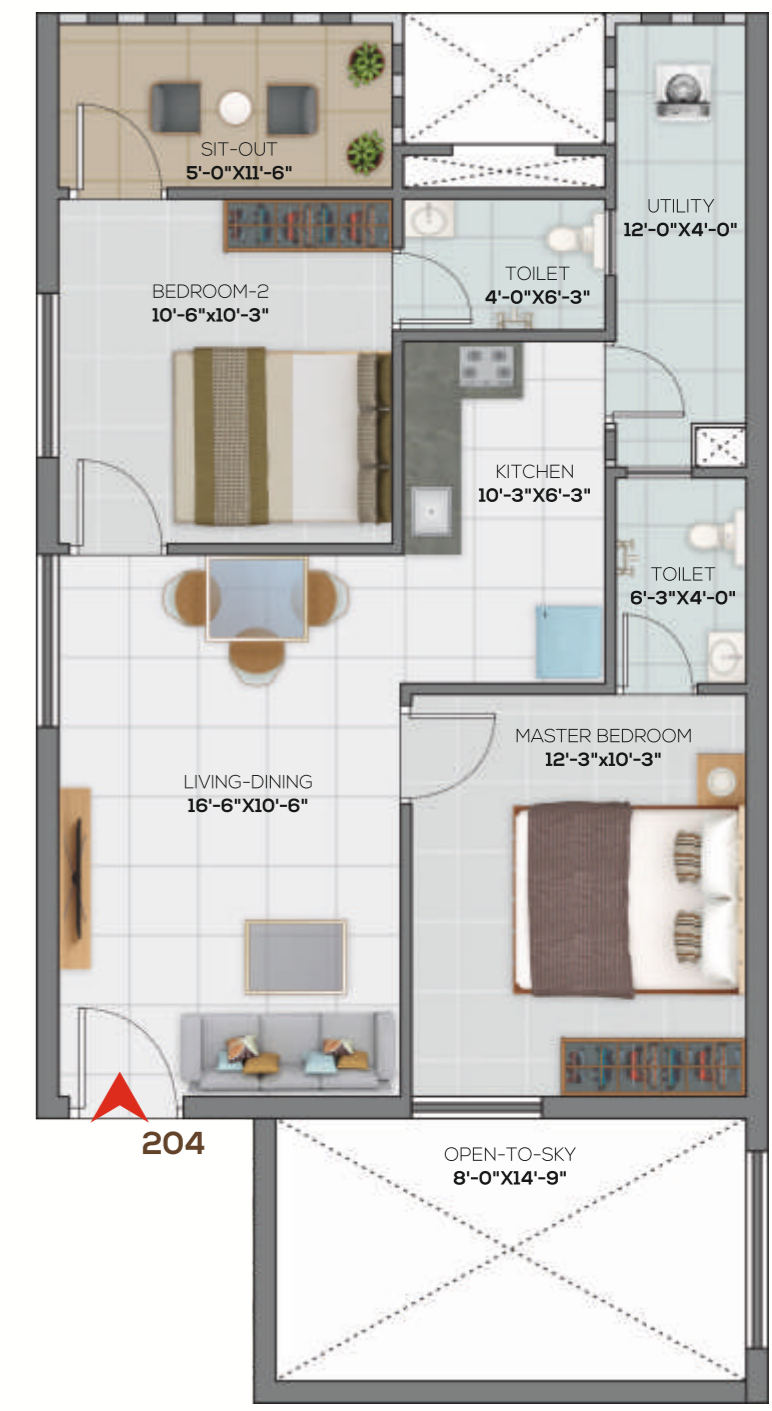 SIT-OUT
5'-0"X11'-6"
UTILITY
12'-0"X4'-0"
TOILET
4'-0"X6'-3"
BEDROOM-2
10'-6"x10'-3"
KITCHEN
10'-3"X6'-3"
TOILET
6'-3"X4'-0"
MASTER BEDROOM
12'-3"x10'-3"
LIVING-DINING
16'-6"X10'-6"
204
OPEN-TO-SKY
8'-0"X14'-9"